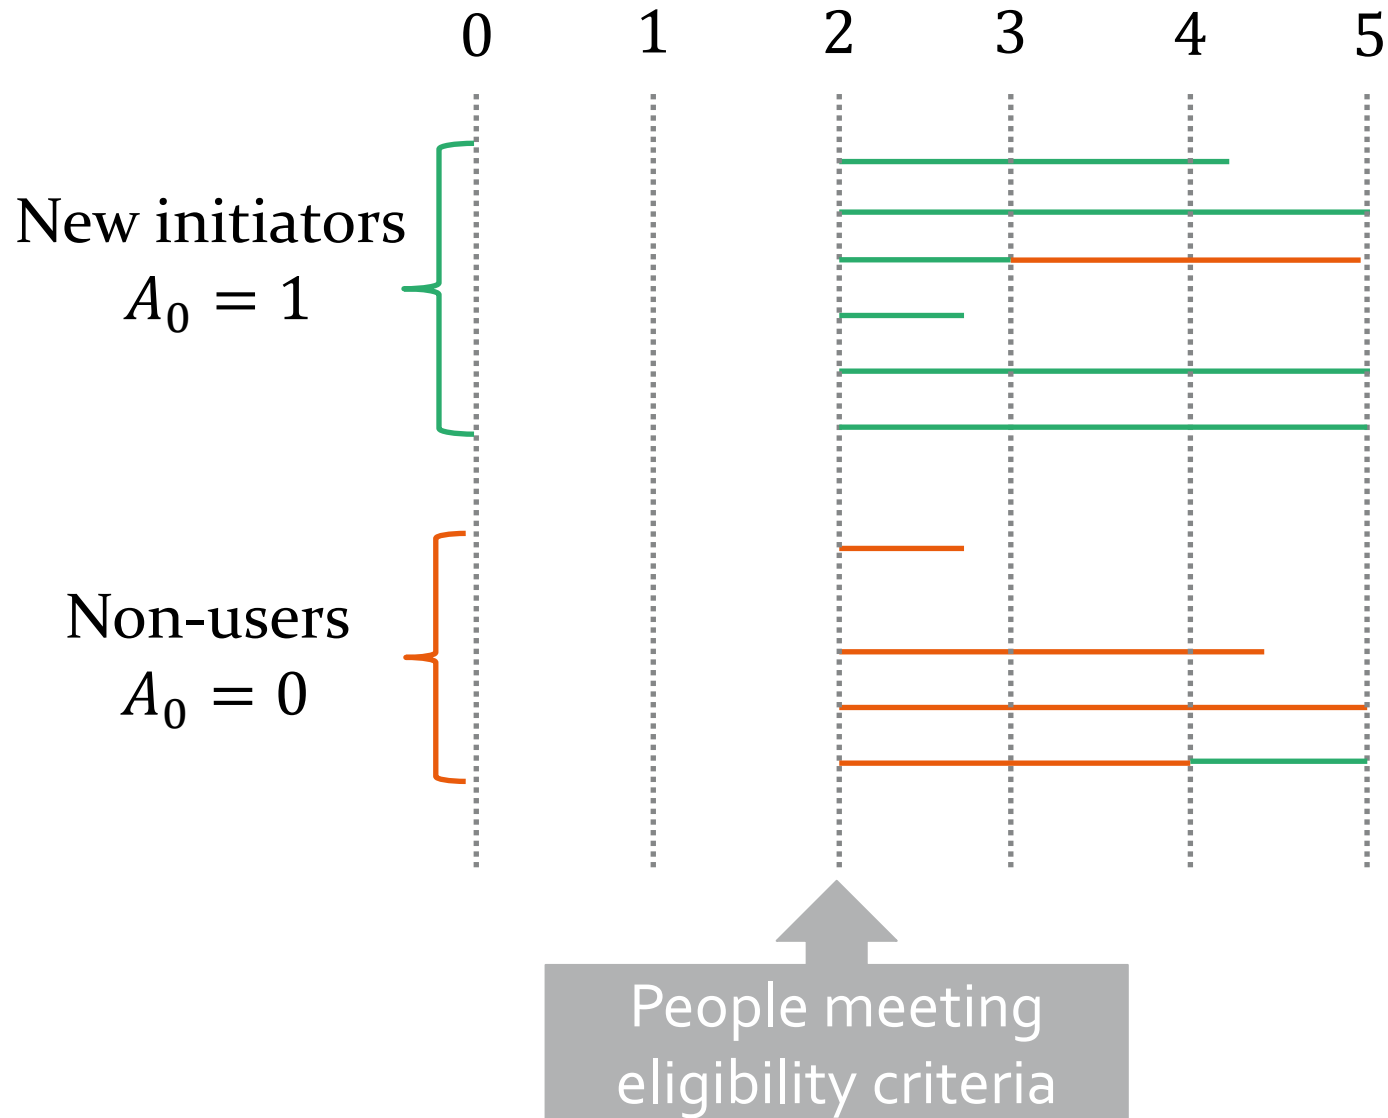 0 1 2 3 4 5
New initiators
A₀ = 1
Non-users
A₀ = 0
People meeting
eligibility criteria